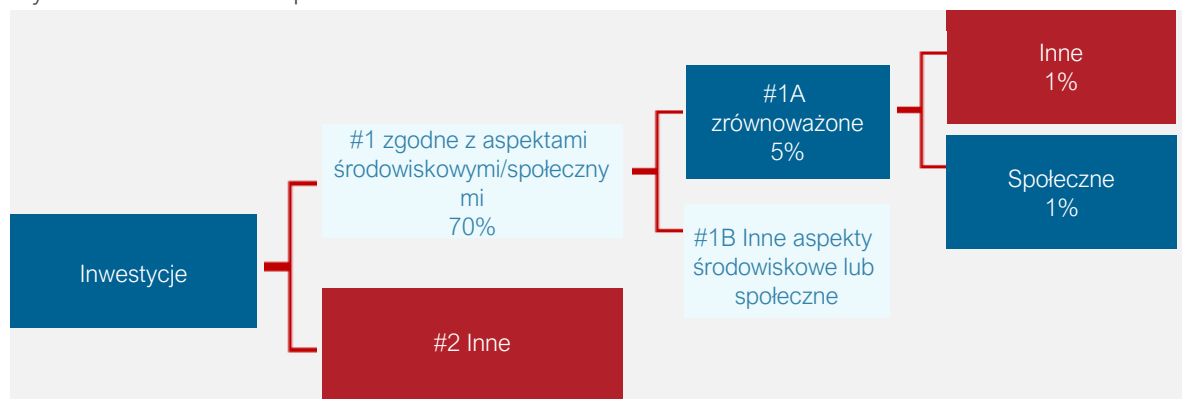 Inne
1%
#1A
zrównoważone
5%
#1 zgodne z aspektami
środowiskowymi/społeczny
mi
70%
Społeczne
1%
#1B Inne aspekty
środowiskowe lub
społeczne
Inwestycje
#2 Inne